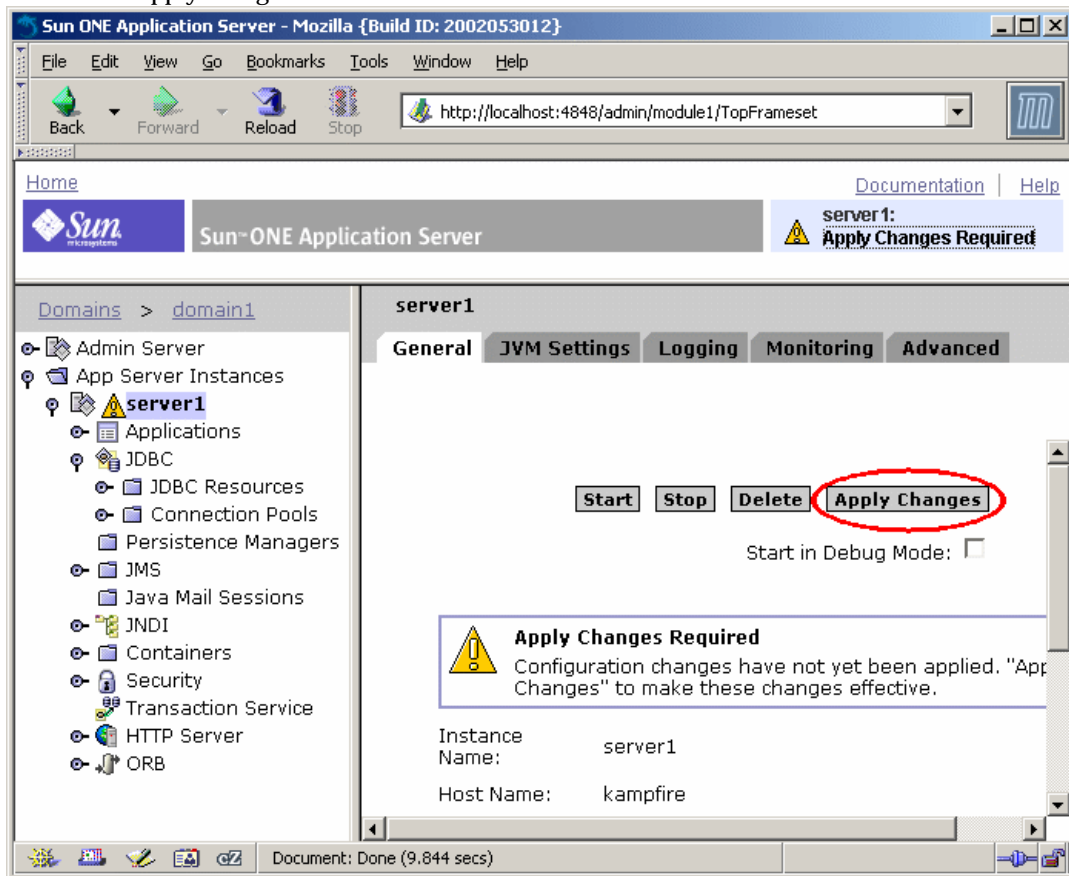 Sun ONE Application Server - Mozilla {Build ID: 2002053012}
File Edit View Go Bookmarks Tools Window Help
Back Forward Reload Stop
http://localhost:4848/admin/module1/TopFrameset
Home
Documentation | Help
Sun microsystems
Sun™ ONE Application Server
server1:
Apply Changes Required
Domains > domain1
Admin Server
App Server Instances
server1
Applications
JDBC
JDBC Resources
Connection Pools
Persistence Managers
JMS
Java Mail Sessions
JNDI
Containers
Security
Transaction Service
HTTP Server
ORB
server1
General JVM Settings Logging Monitoring Advanced
Start Stop Delete Apply Changes
Start in Debug Mode:
Apply Changes Required
Configuration changes have not yet been applied. "App
Changes" to make these changes effective.
Instance
Name:
server1
Host Name: kampfire
Document: Done (9.844 secs)